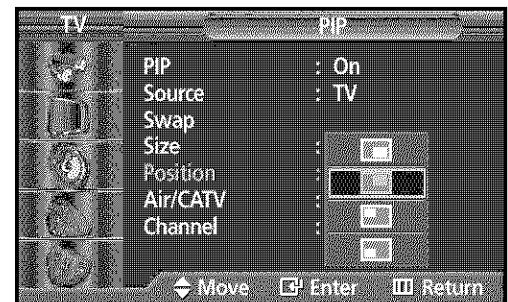 TV PIP
PIP : On
Source : TV
Swap
Size :
Position
Air/CATV :
Channel :
Move Enter Return